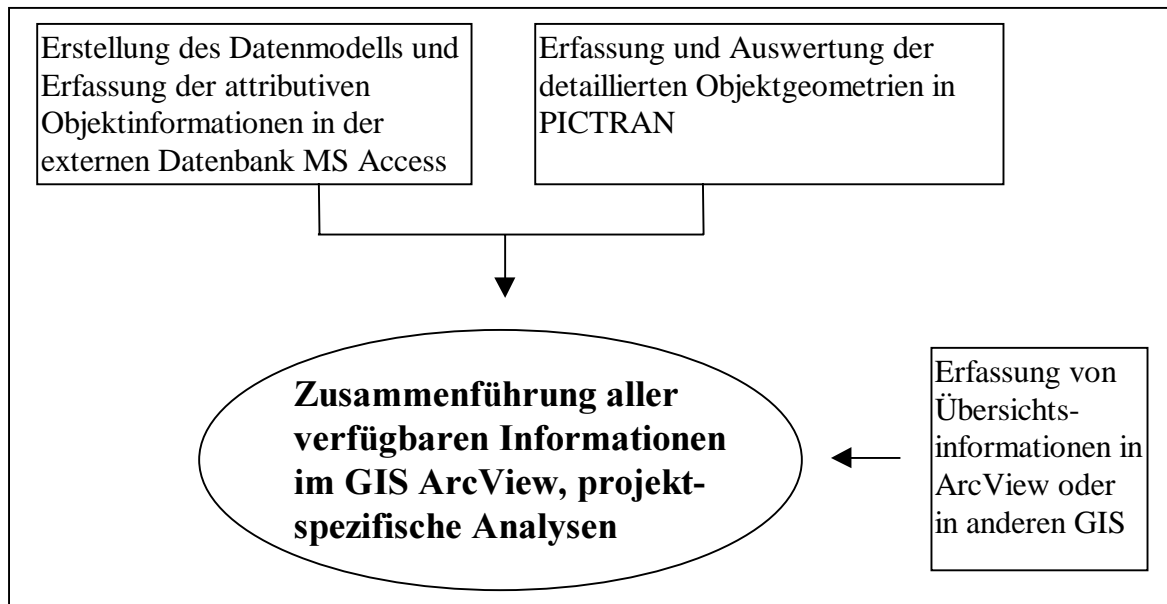 Erstellung des Datenmodells und
Erfassung der attributiven
Objektinformationen in der
externen Datenbank MS Access
Erfassung und Auswertung der
detaillierten Objektgeometrien in
PICTRAN
Zusammenführung aller
verfügbaren Informationen
im GIS ArcView, projekt-
spezifische Analysen
Erfassung von
Übersichts-
informationen in
ArcView oder
in anderen GIS